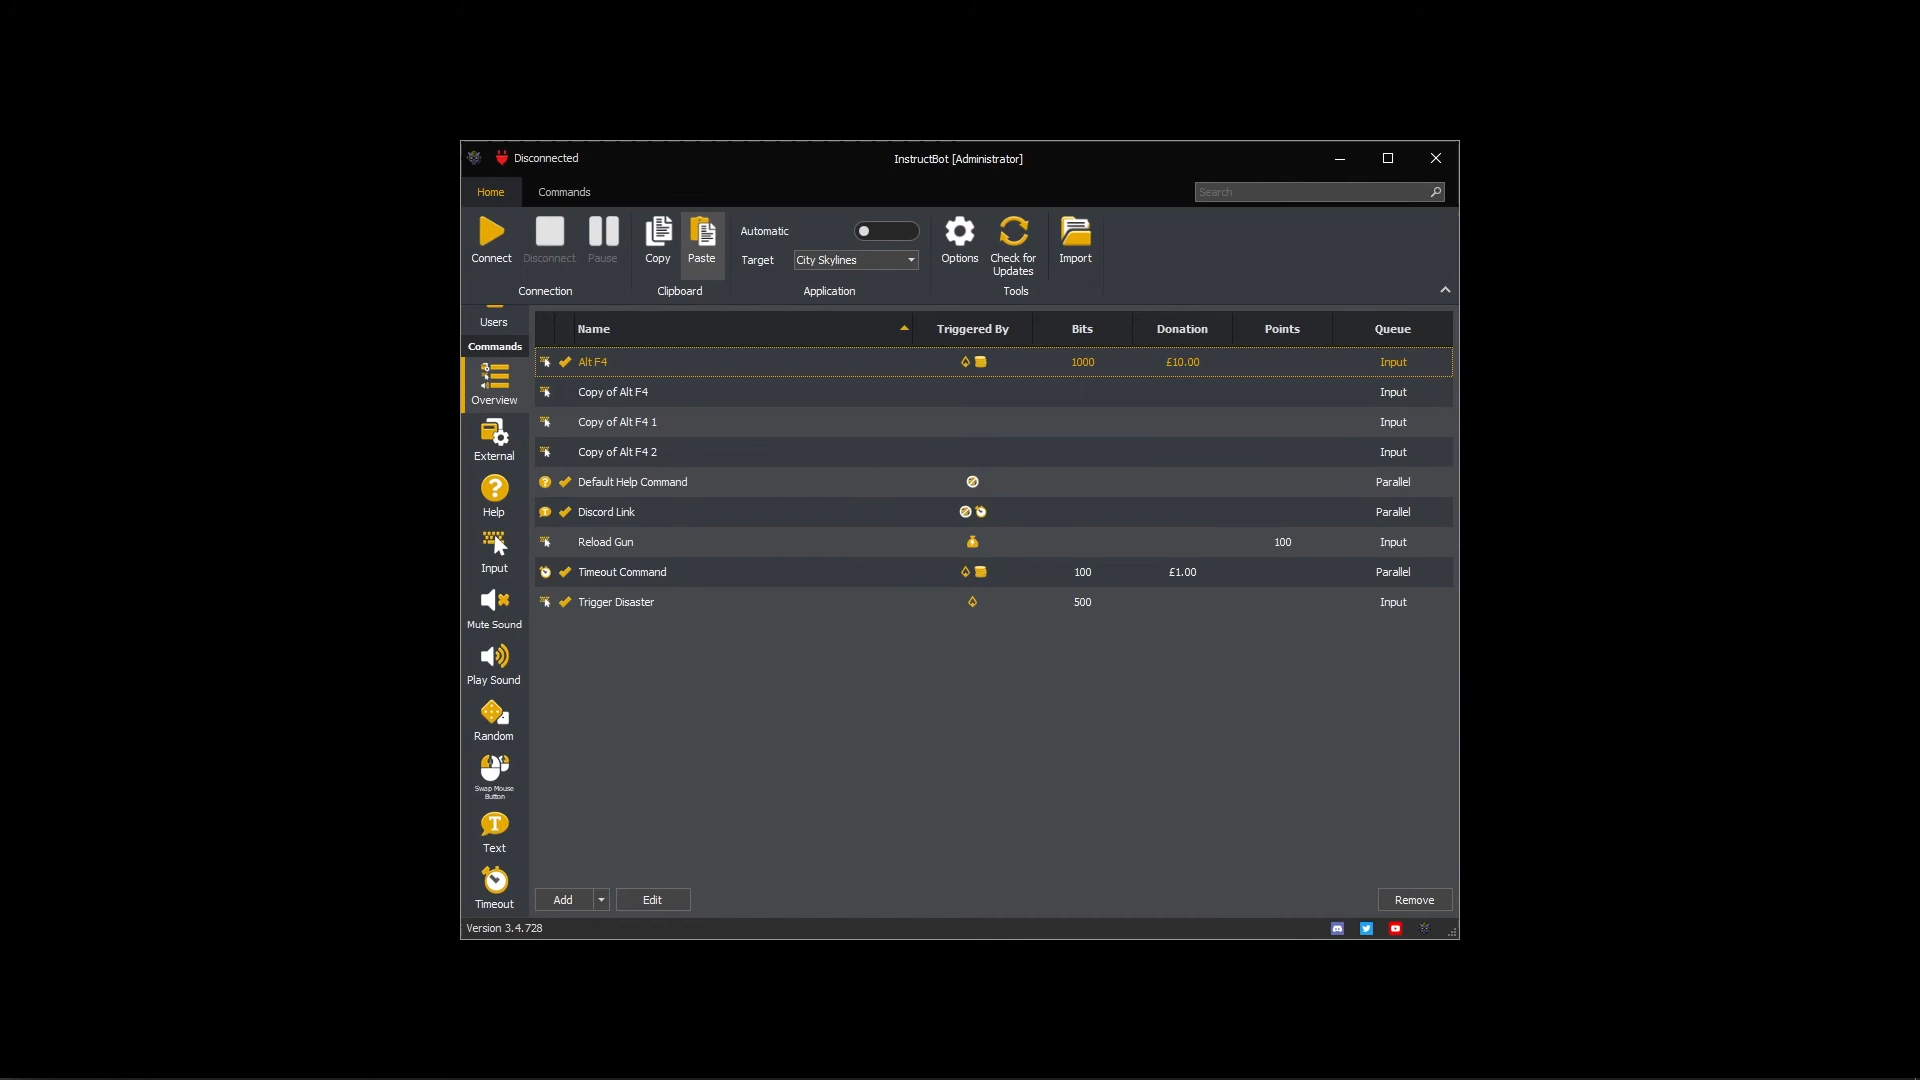 Disconnected
InstructBot [Administrator]
Home
Commands
Search
Connect
Disconnect
Pause
Copy
Paste
Automatic
Target
City Skylines
Options
Check for
Updates
Import
Connection
Clipboard
Application
Tools
Users
Commands
Overview
External
Help
Input
Mute Sound
Play Sound
Random
Swap Mouse
Button
Text
Timeout
Name Triggered By Bits Donation Points Queue
Alt F4 1000 £10.00 Input
Copy of Alt F4 Input
Copy of Alt F4 1 Input
Copy of Alt F4 2 Input
Default Help Command Parallel
Discord Link Parallel
Reload Gun 100 Input
Timeout Command 100 £1.00 Parallel
Trigger Disaster 500 Input
Add
Edit
Remove
Version 3.4.728